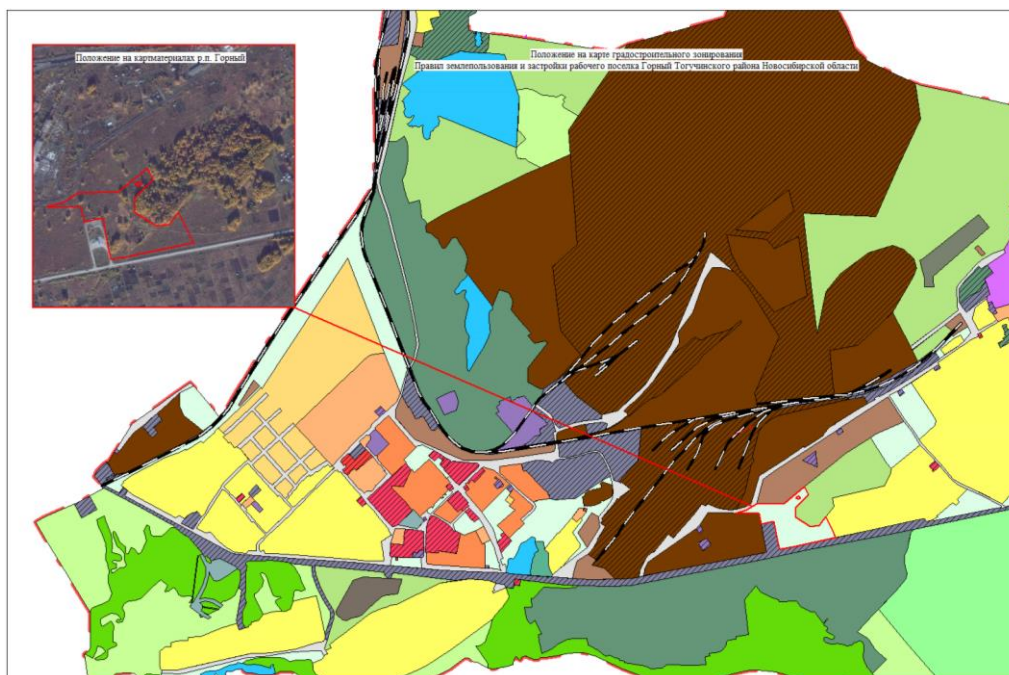 Положение на картматериалах р.п. Горный
Положение на карте градостроительного зонирования
Правил землепользования и застройки рабочего поселка Горный Тогучинского района Новосибирской области